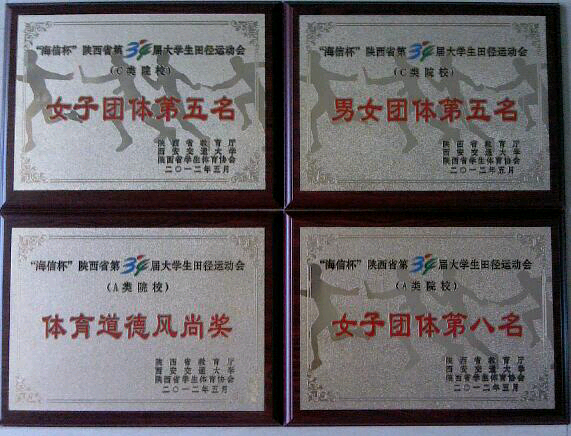 “海信杯”陕西省第34届大学生田径运动会
（C类院校）
女子团体第五名
陕西省教育厅
西安交通大学
陕西省学生体育协会
二〇一二年五月
“海信杯”陕西省第34届大学生田径运动会
（C类院校）
男女团体第五名
陕西省教育厅
西安交通大学
陕西省学生体育协会
二〇一二年五月
“海信杯”陕西省第34届大学生田径运动会
（A类院校）
体育道德风尚奖
陕西省教育厅
西安交通大学
陕西省学生体育协会
二〇一二年五月
“海信杯”陕西省第34届大学生田径运动会
（A类院校）
女子团体第八名
陕西省教育厅
西安交通大学
陕西省学生体育协会
二〇一二年五月